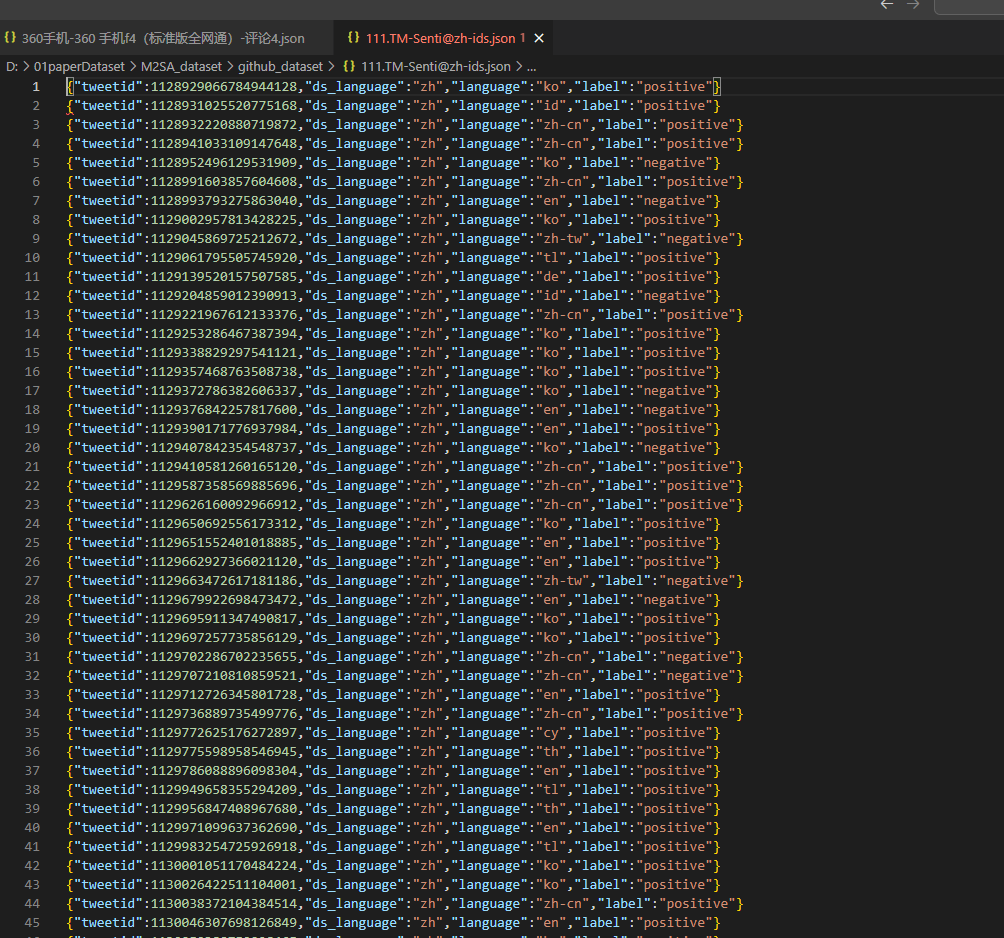 360手机-360 手机f4（标准版全网通）-评论4.json
111.TM-Senti@zh-ids.json 1
D: > 01paperDataset > M2SA_dataset > github_dataset > {} 111.TM-Senti@zh-ids.json > ...
1 {"tweetid":1128929066784944128,"ds_language":"zh","language":"ko","label":"positive"}
2 {"tweetid":1128931025520775168,"ds_language":"zh","language":"id","label":"positive"}
3 {"tweetid":1128932220880719872,"ds_language":"zh","language":"zh-cn","label":"positive"}
4 {"tweetid":1128941033109147648,"ds_language":"zh","language":"zh-cn","label":"positive"}
5 {"tweetid":1128952496129531909,"ds_language":"zh","language":"ko","label":"negative"}
6 {"tweetid":1128991603857604608,"ds_language":"zh","language":"zh-cn","label":"positive"}
7 {"tweetid":1128993793275863040,"ds_language":"zh","language":"en","label":"negative"}
8 {"tweetid":1129002957813428225,"ds_language":"zh","language":"ko","label":"positive"}
9 {"tweetid":1129045869725212672,"ds_language":"zh","language":"zh-tw","label":"negative"}
10 {"tweetid":1129061795505745920,"ds_language":"zh","language":"tl","label":"positive"}
11 {"tweetid":1129139520157507585,"ds_language":"zh","language":"de","label":"positive"}
12 {"tweetid":1129204859012390913,"ds_language":"zh","language":"id","label":"negative"}
13 {"tweetid":1129221967612133376,"ds_language":"zh","language":"zh-cn","label":"positive"}
14 {"tweetid":1129253286467387394,"ds_language":"zh","language":"ko","label":"positive"}
15 {"tweetid":1129338829297541121,"ds_language":"zh","language":"ko","label":"positive"}
16 {"tweetid":1129357468763508738,"ds_language":"zh","language":"ko","label":"positive"}
17 {"tweetid":1129372786382606337,"ds_language":"zh","language":"ko","label":"negative"}
18 {"tweetid":1129376842257817600,"ds_language":"zh","language":"en","label":"negative"}
19 {"tweetid":1129390171776937984,"ds_language":"zh","language":"en","label":"positive"}
20 {"tweetid":1129407842354548737,"ds_language":"zh","language":"ko","label":"negative"}
21 {"tweetid":1129410581260165120,"ds_language":"zh","language":"zh-cn","label":"positive"}
22 {"tweetid":1129587358569885696,"ds_language":"zh","language":"zh-cn","label":"positive"}
23 {"tweetid":1129626160092966912,"ds_language":"zh","language":"zh-cn","label":"positive"}
24 {"tweetid":1129650692556173312,"ds_language":"zh","language":"ko","label":"positive"}
25 {"tweetid":1129651552401018885,"ds_language":"zh","language":"en","label":"positive"}
26 {"tweetid":1129662927366021120,"ds_language":"zh","language":"en","label":"positive"}
27 {"tweetid":1129663472617181186,"ds_language":"zh","language":"zh-tw","label":"negative"}
28 {"tweetid":1129679922698473472,"ds_language":"zh","language":"en","label":"negative"}
29 {"tweetid":1129695911347490817,"ds_language":"zh","language":"ko","label":"positive"}
30 {"tweetid":1129697257735856129,"ds_language":"zh","language":"ko","label":"positive"}
31 {"tweetid":1129702286702235655,"ds_language":"zh","language":"zh-cn","label":"negative"}
32 {"tweetid":1129707210810859521,"ds_language":"zh","language":"zh-cn","label":"negative"}
33 {"tweetid":1129712726345801728,"ds_language":"zh","language":"en","label":"positive"}
34 {"tweetid":1129736889735499776,"ds_language":"zh","language":"zh-cn","label":"positive"}
35 {"tweetid":1129772625176272897,"ds_language":"zh","language":"cy","label":"positive"}
36 {"tweetid":1129775598958546945,"ds_language":"zh","language":"th","label":"positive"}
37 {"tweetid":1129786088896098304,"ds_language":"zh","language":"en","label":"positive"}
38 {"tweetid":1129949658355294209,"ds_language":"zh","language":"tl","label":"positive"}
39 {"tweetid":1129956847408967680,"ds_language":"zh","language":"th","label":"positive"}
40 {"tweetid":1129971099637362690,"ds_language":"zh","language":"en","label":"positive"}
41 {"tweetid":1129983254725926918,"ds_language":"zh","language":"tl","label":"positive"}
42 {"tweetid":1130001051170484224,"ds_language":"zh","language":"ko","label":"positive"}
43 {"tweetid":1130026422511104001,"ds_language":"zh","language":"ko","label":"positive"}
44 {"tweetid":1130038372104384514,"ds_language":"zh","language":"zh-cn","label":"positive"}
45 {"tweetid":1130046307698126849,"ds_language":"zh","language":"en","label":"positive"}